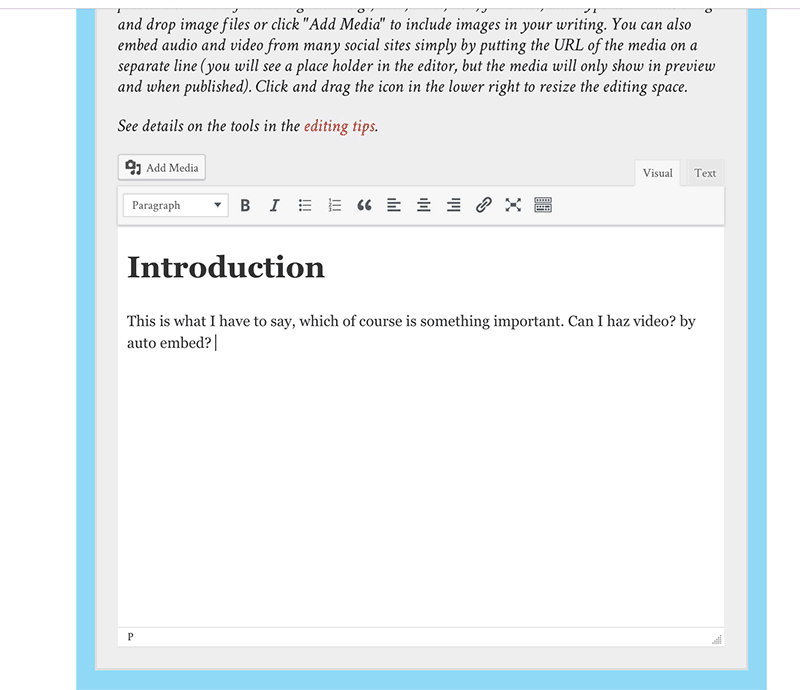 and drop image files or click "Add Media" to include images in your writing. You can also
embed audio and video from many social sites simply by putting the URL of the media on a
separate line (you will see a place holder in the editor, but the media will only show in preview
and when published). Click and drag the icon in the lower right to resize the editing space.
See details on the tools in the editing tips.
Add Media
Visual Text
Paragraph B I
Introduction
This is what I have to say, which of course is something important. Can I haz video? by
auto embed?
P